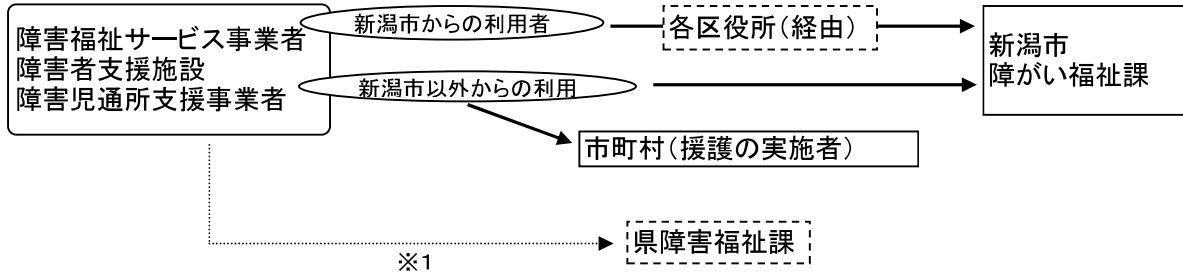 障害福祉サービス事業者
障害者支援施設
障害児通所支援事業者
新潟市からの利用者
各区役所（経由）
新潟市
障がい福祉課
新潟市以外からの利用
市町村（援護の実施者）
県障害福祉課
※1